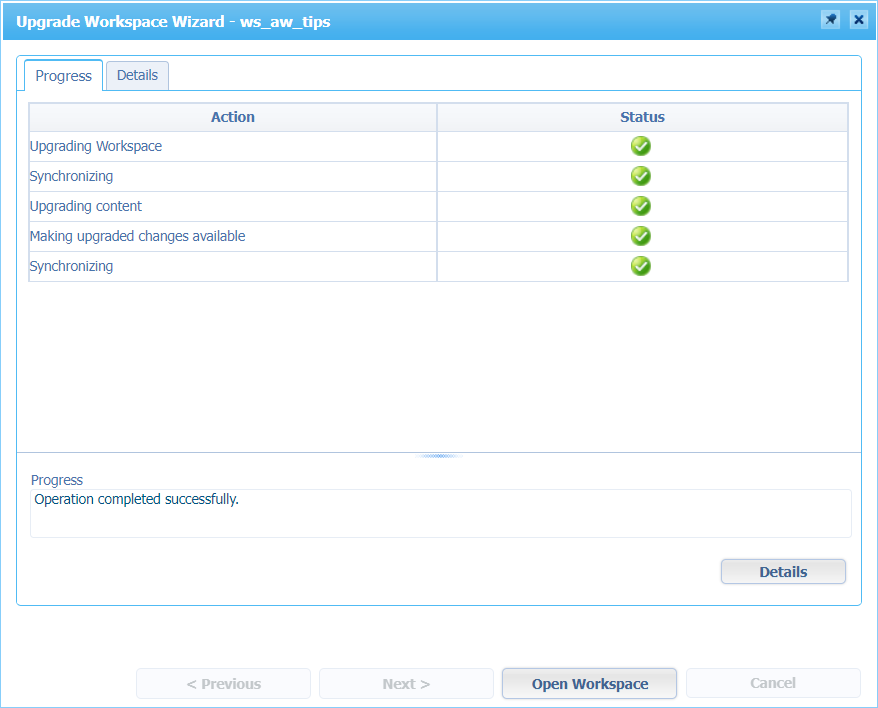 Upgrade Workspace Wizard - ws_aw_tips
Progress Details
Action Status
Upgrading Workspace
Synchronizing
Upgrading content
Making upgraded changes available
Synchronizing
Progress
Operation completed successfully.
Details
< Previous Next > Open Workspace Cancel